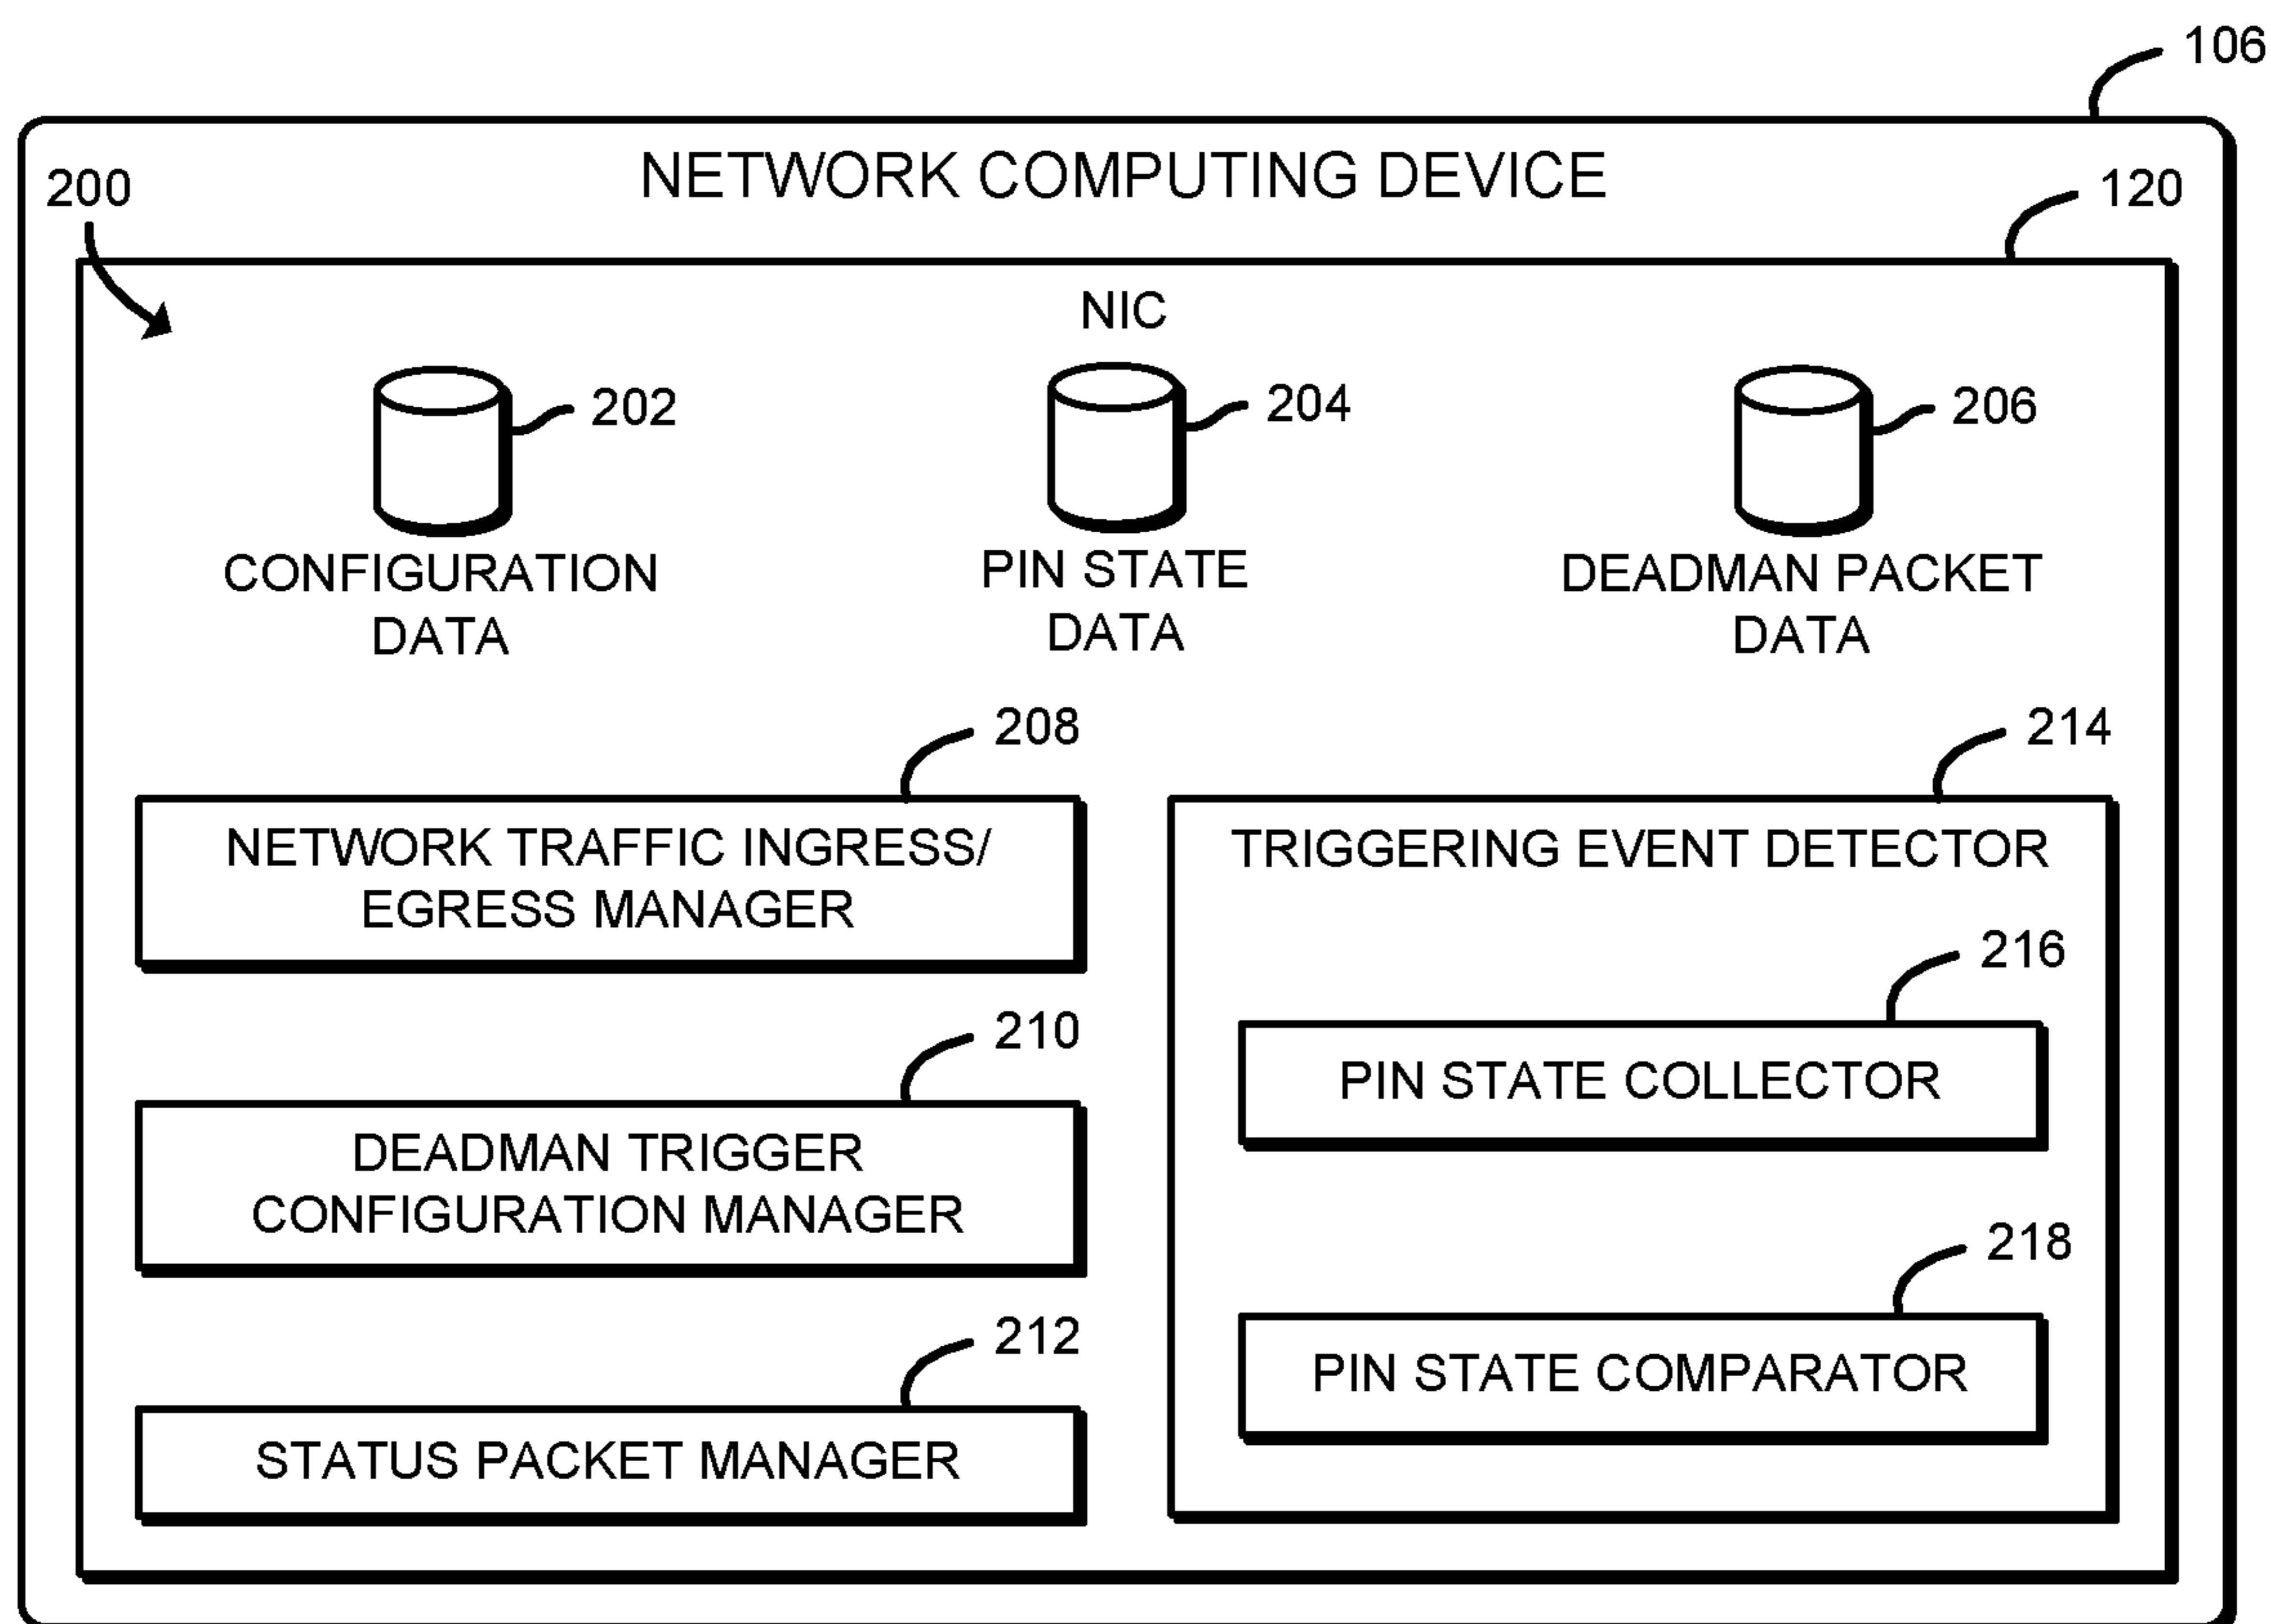 106
NETWORK COMPUTING DEVICE
200
120
NIC
202
204
206
CONFIGURATION
DATA
PIN STATE
DATA
DEADMAN PACKET
DATA
208
NETWORK TRAFFIC INGRESS/
EGRESS MANAGER
210
DEADMAN TRIGGER
CONFIGURATION MANAGER
212
STATUS PACKET MANAGER
214
TRIGGERING EVENT DETECTOR
216
PIN STATE COLLECTOR
218
PIN STATE COMPARATOR